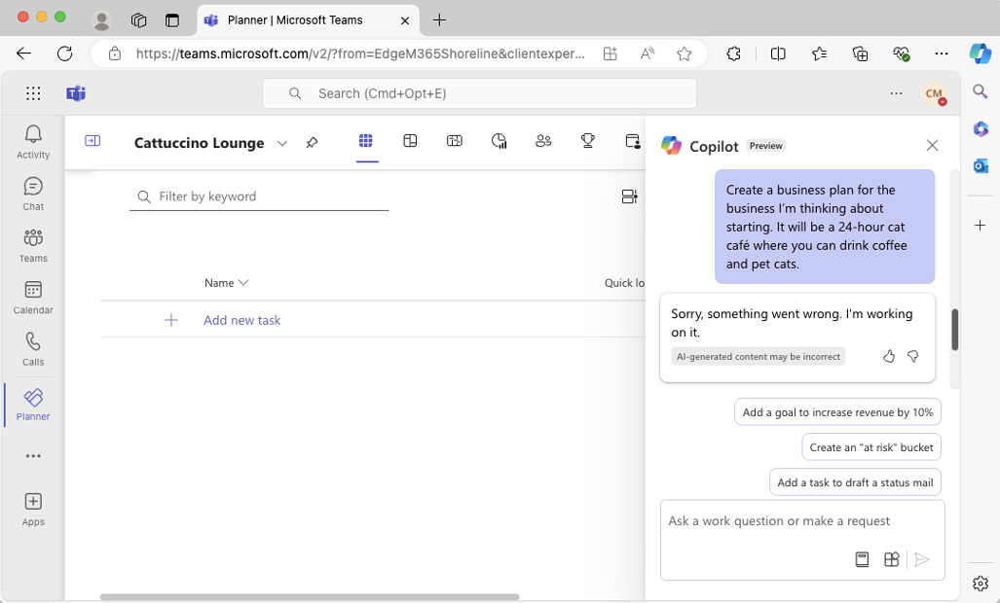 Planner | Microsoft Teams
https://teams.microsoft.com/v2/?from=EdgeM365Shoreline&clientexper...
Search (Cmd+Opt+E)
CM
Activity
Chat
Teams
Calendar
Calls
Planner
Apps
Cattuccino Lounge
Filter by keyword
Name
Quick lo
Add new task
Copilot
Preview
Create a business plan for the
business I’m thinking about
starting. It will be a 24-hour cat
café where you can drink coffee
and pet cats.
Sorry, something went wrong. I'm working
on it.
AI-generated content may be incorrect
Add a goal to increase revenue by 10%
Create an "at risk" bucket
Add a task to draft a status mail
Ask a work question or make a request